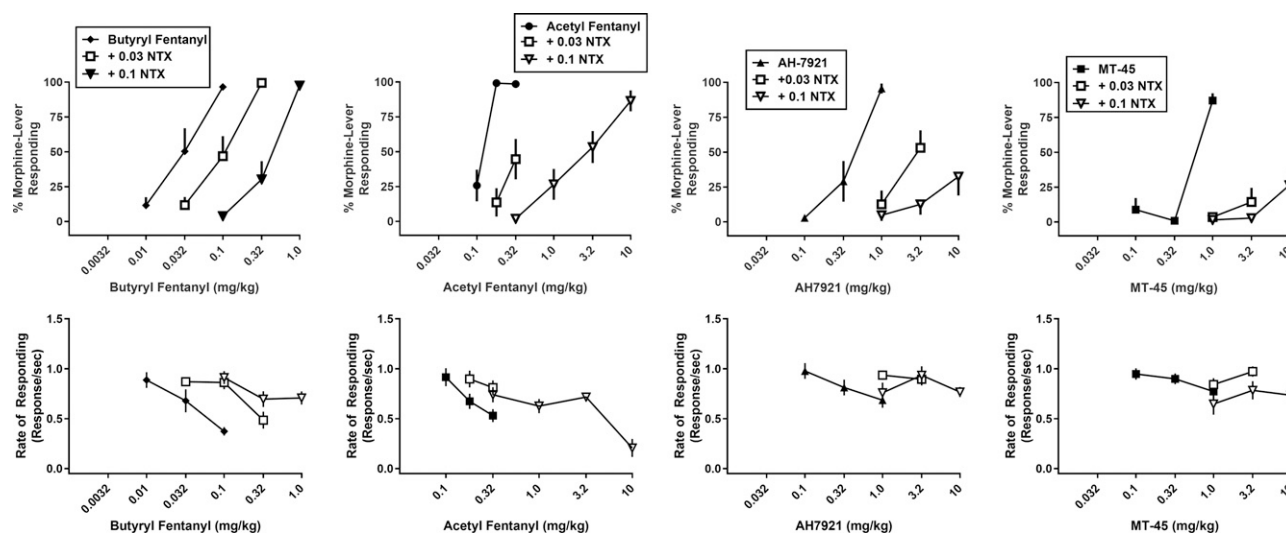 Butyryl Fentanyl
+ 0.03 NTX
+ 0.1 NTX
% Morphine-Lever
Responding
100
75
50
25
0
0.0032
0.01
0.032
0.1
0.32
1.0
Butyryl Fentanyl (mg/kg)
Acetyl Fentanyl
+ 0.03 NTX
+ 0.1 NTX
% Morphine-Lever
Responding
100
75
50
25
0
0.032
0.1
0.32
1.0
3.2
10
Acetyl Fentanyl (mg/kg)
AH-7921
+0.03 NTX
+ 0.1 NTX
% Morphine-Lever
Responding
100
75
50
25
0
0.032
0.1
0.32
1.0
3.2
10
AH7921 (mg/kg)
MT-45
+ 0.03 NTX
+ 0.1 NTX
% Morphine-Lever
Responding
100
75
50
25
0
0.032
0.1
0.32
1.0
3.2
10
MT-45 (mg/kg)
Rate of Responding
(Response/sec)
1.5
1.0
0.5
0.0
0.0032
0.01
0.032
0.1
0.32
1.0
Butyryl Fentanyl (mg/kg)
Rate of Responding
(Response/sec)
1.5
1.0
0.5
0.0
0.1
0.32
1.0
3.2
10
Acetyl Fentanyl (mg/kg)
Rate of Responding
(Response/sec)
1.5
1.0
0.5
0.0
0.032
0.1
0.32
1.0
3.2
10
AH7921 (mg/kg)
Rate of Responding
(Response/sec)
1.5
1.0
0.5
0.0
0.032
0.1
0.32
1.0
3.2
10
MT-45 (mg/kg)